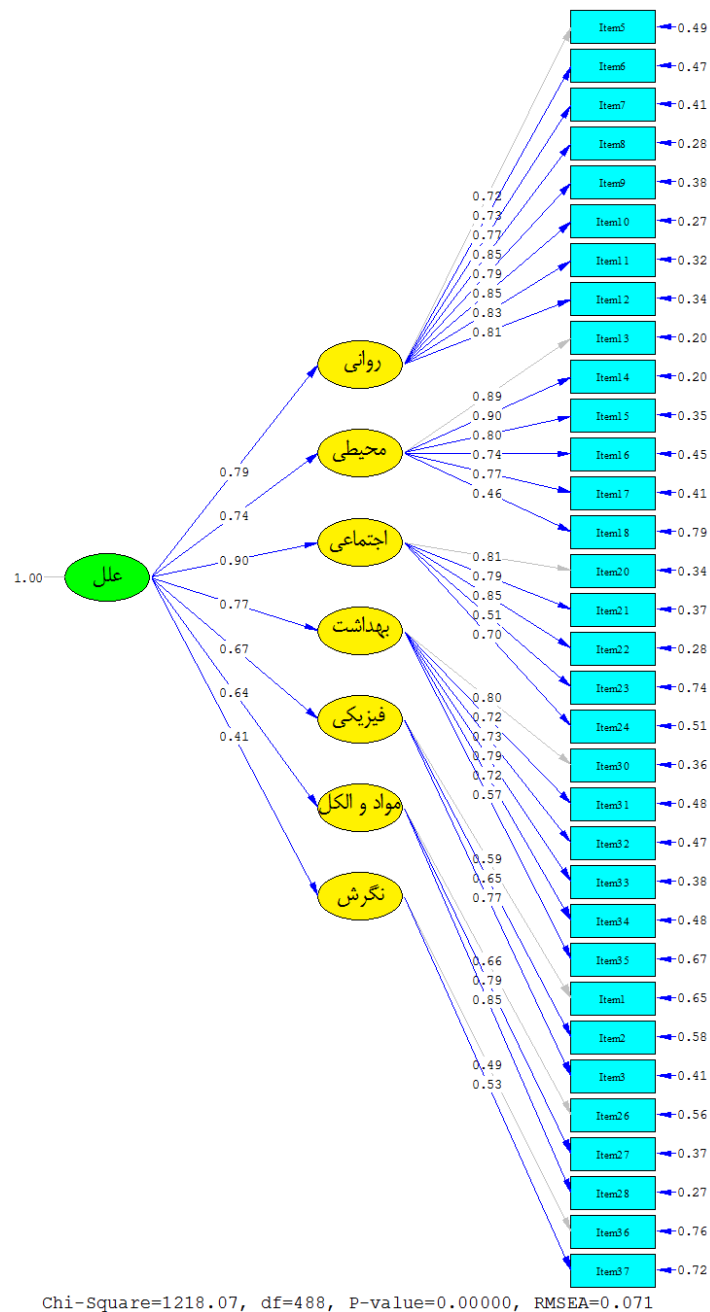 Item5 0.49
Item6 0.47
Item7 0.41
Item8 0.28
Item9 0.38
Item10 0.27
Item11 0.32
Item12 0.34
Item13 0.20
Item14 0.20
Item15 0.35
Item16 0.45
Item17 0.41
Item18 0.79
Item20 0.34
Item21 0.37
Item22 0.28
Item23 0.74
Item24 0.51
Item30 0.36
Item31 0.48
Item32 0.47
Item33 0.38
Item34 0.48
Item35 0.67
Item1 0.65
Item2 0.58
Item3 0.41
Item26 0.56
Item27 0.37
Item28 0.27
Item36 0.76
Item37 0.72
0.72
0.73
0.77
0.85
0.79
0.85
0.83
0.81
0.89
0.90
0.80
0.74
0.77
0.46
0.81
0.79
0.85
0.51
0.70
0.80
0.72
0.73
0.79
0.72
0.57
0.59
0.65
0.77
0.66
0.79
0.85
0.49
0.53
روانی
محیطی
اجتماعی
بهداشت
فیزیکی
مواد و الکل
نگرش
0.79
0.74
0.90
0.77
0.67
0.64
0.41
1.00
علل
Chi-Square=1218.07, df=488, P-value=0.00000, RMSEA=0.071